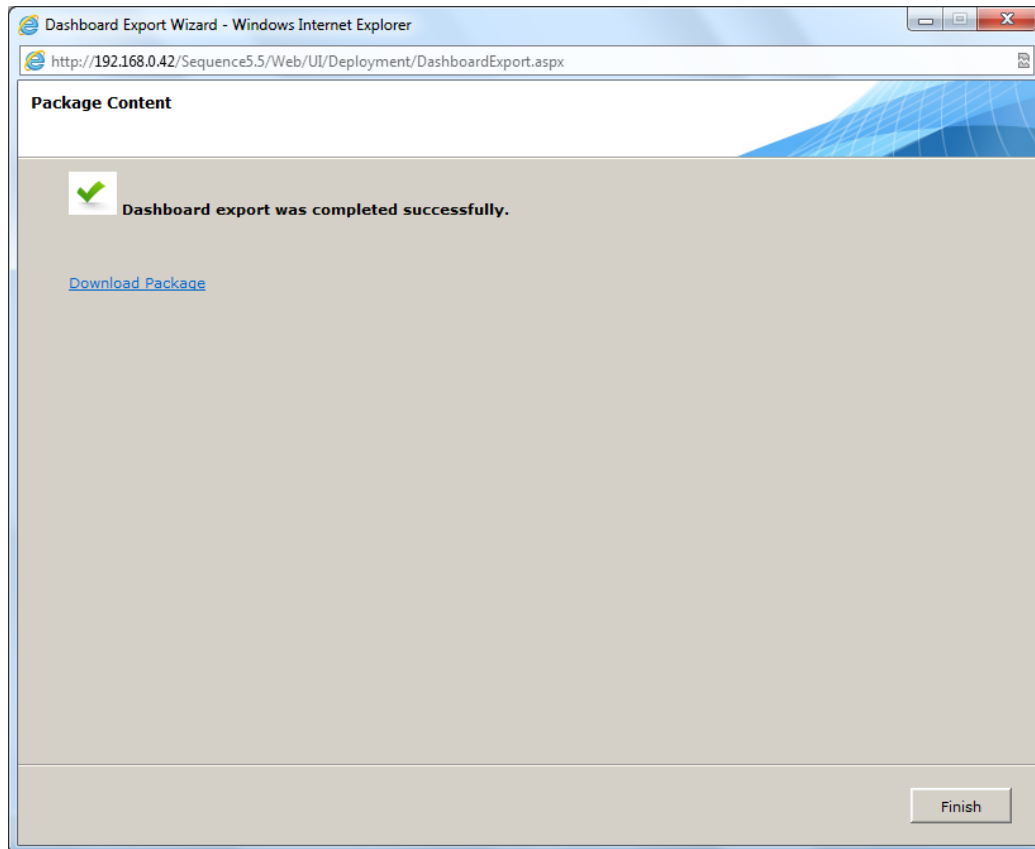 Dashboard Export Wizard - Windows Internet Explorer
http://192.168.0.42/Sequence5.5/Web/UI/Deployment/DashboardExport.aspx
Package Content
Dashboard export was completed successfully.
Download Package
Finish